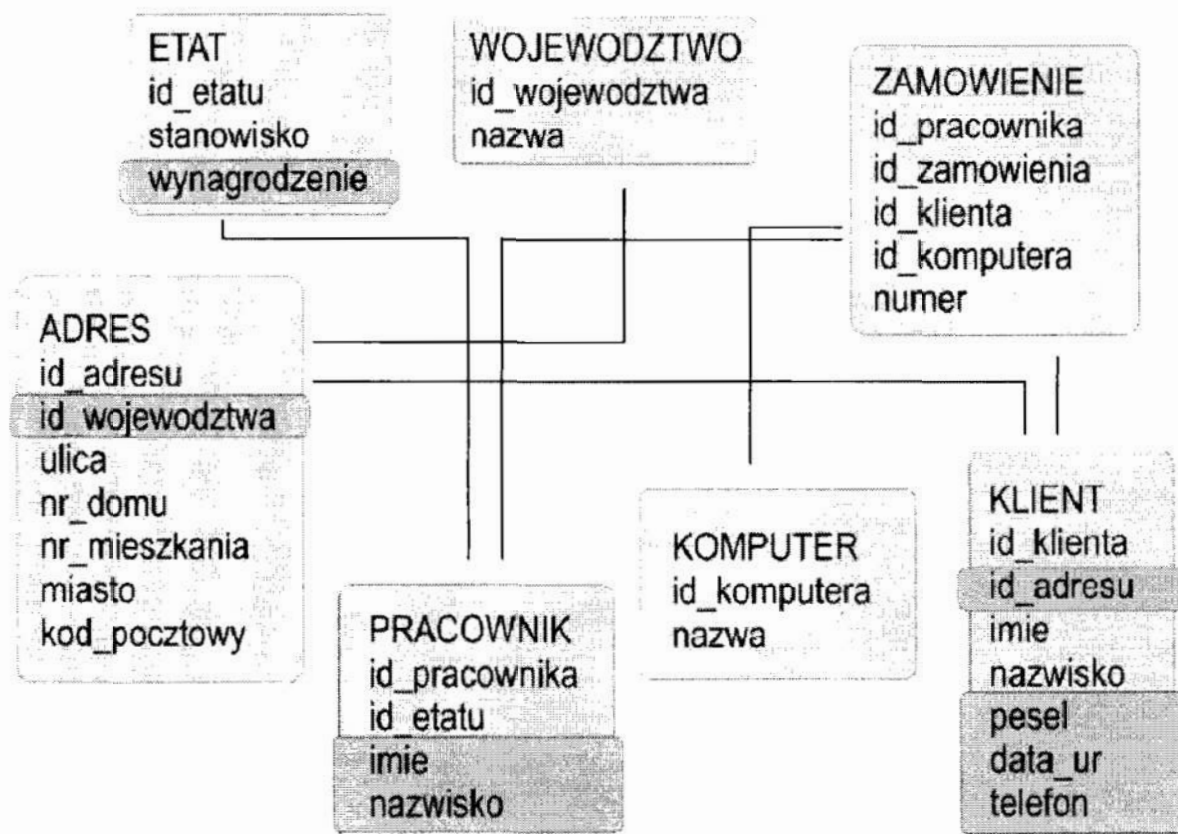 ETAT
id_etatu
stanowisko
wynagrodzenie
WOJEWODZTWO
id_wojewodztwa
nazwa
ZAMOWIENIE
id_pracownika
id_zamowienia
id_klienta
id_komputera
numer
ADRES
id_adresu
id_wojewodztwa
ulica
nr_domu
nr_mieszkania
miasto
kod_pocztowy
PRACOWNIK
id_pracownika
id_etatu
imie
nazwisko
KOMPUTER
id_komputera
nazwa
KLIENT
id_klienta
id_adresu
imie
nazwisko
pesel
data_ur
telefon